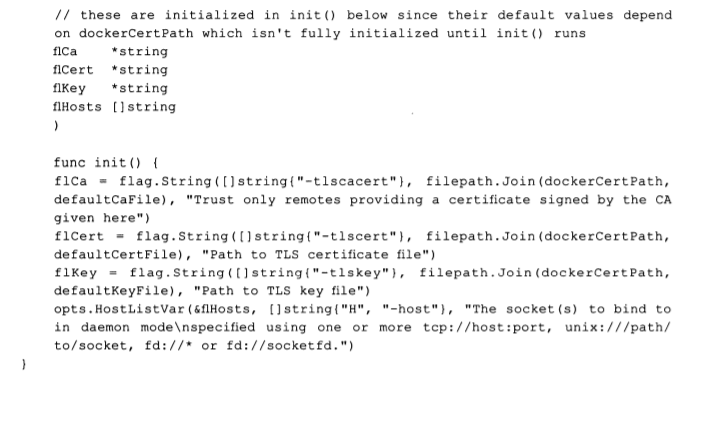 // these are initialized in init() below since their default values depend
on dockerCertPath which isn't fully initialized until init() runs
flCa *string
flCert *string
flKey *string
flHosts []string
)
func init() {
flCa = flag.String([]string{"-tlscacert"}, filepath.Join(dockerCertPath,
defaultCaFile), "Trust only remotes providing a certificate signed by the CA
given here")
flCert = flag.String([]string{"-tlscert"}, filepath.Join(dockerCertPath,
defaultCertFile), "Path to TLS certificate file")
flKey = flag.String([]string{"-tlskey"}, filepath.Join(dockerCertPath,
defaultKeyFile), "Path to TLS key file")
opts.HostListVar(&flHosts, []string{"H", "-host"}, "The socket(s) to bind to
in daemon mode\nspecified using one or more tcp://host:port, unix:///path/
to/socket, fd://* or fd://socketfd.")
}